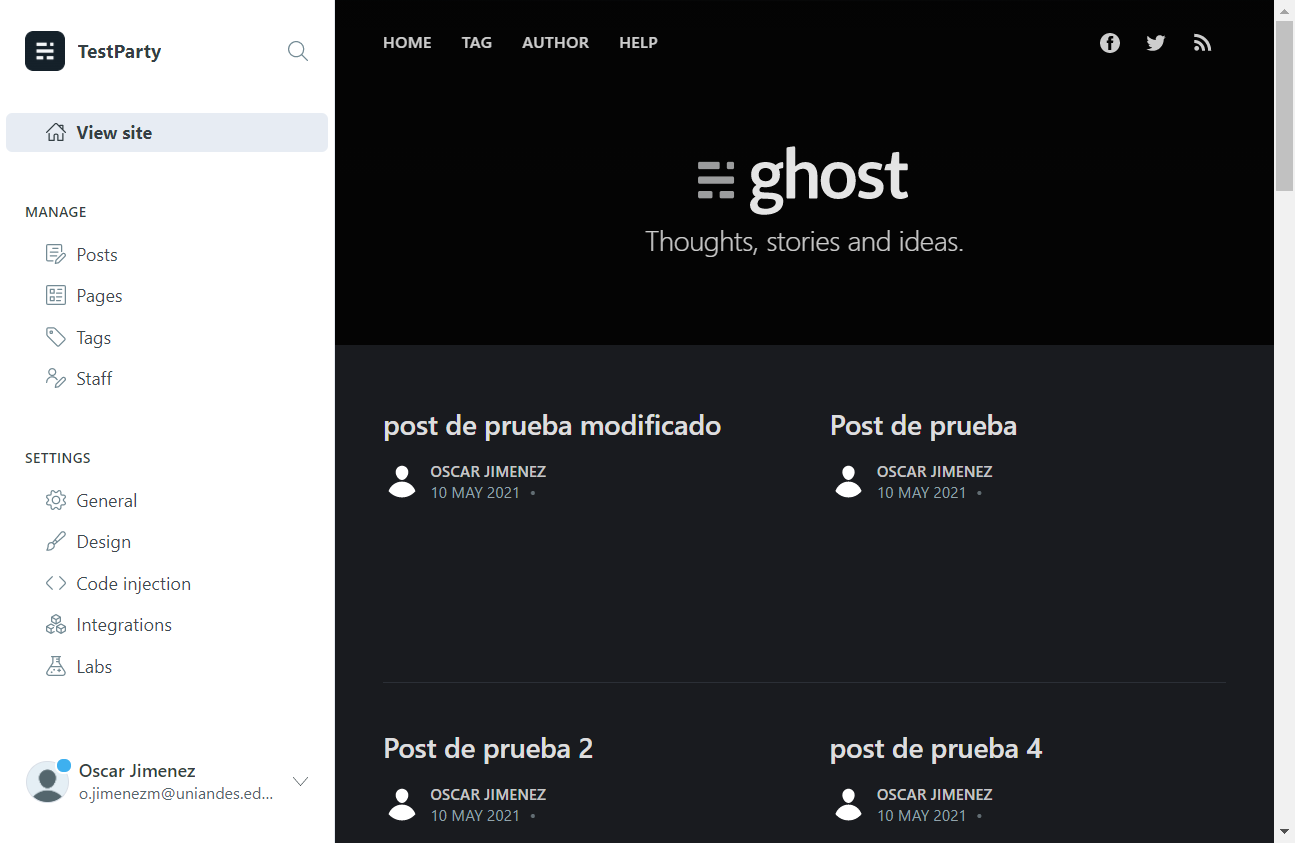 TestParty
View site
MANAGE
Posts
Pages
Tags
Staff
SETTINGS
General
Design
Code injection
Integrations
Labs
Oscar Jimenez
o.jimenezm@uniandes.ed...
HOME TAG AUTHOR HELP
ghost
Thoughts, stories and ideas.
post de prueba modificado
OSCAR JIMENEZ
10 MAY 2021 •
Post de prueba
OSCAR JIMENEZ
10 MAY 2021 •
Post de prueba 2
OSCAR JIMENEZ
10 MAY 2021 •
post de prueba 4
OSCAR JIMENEZ
10 MAY 2021 •